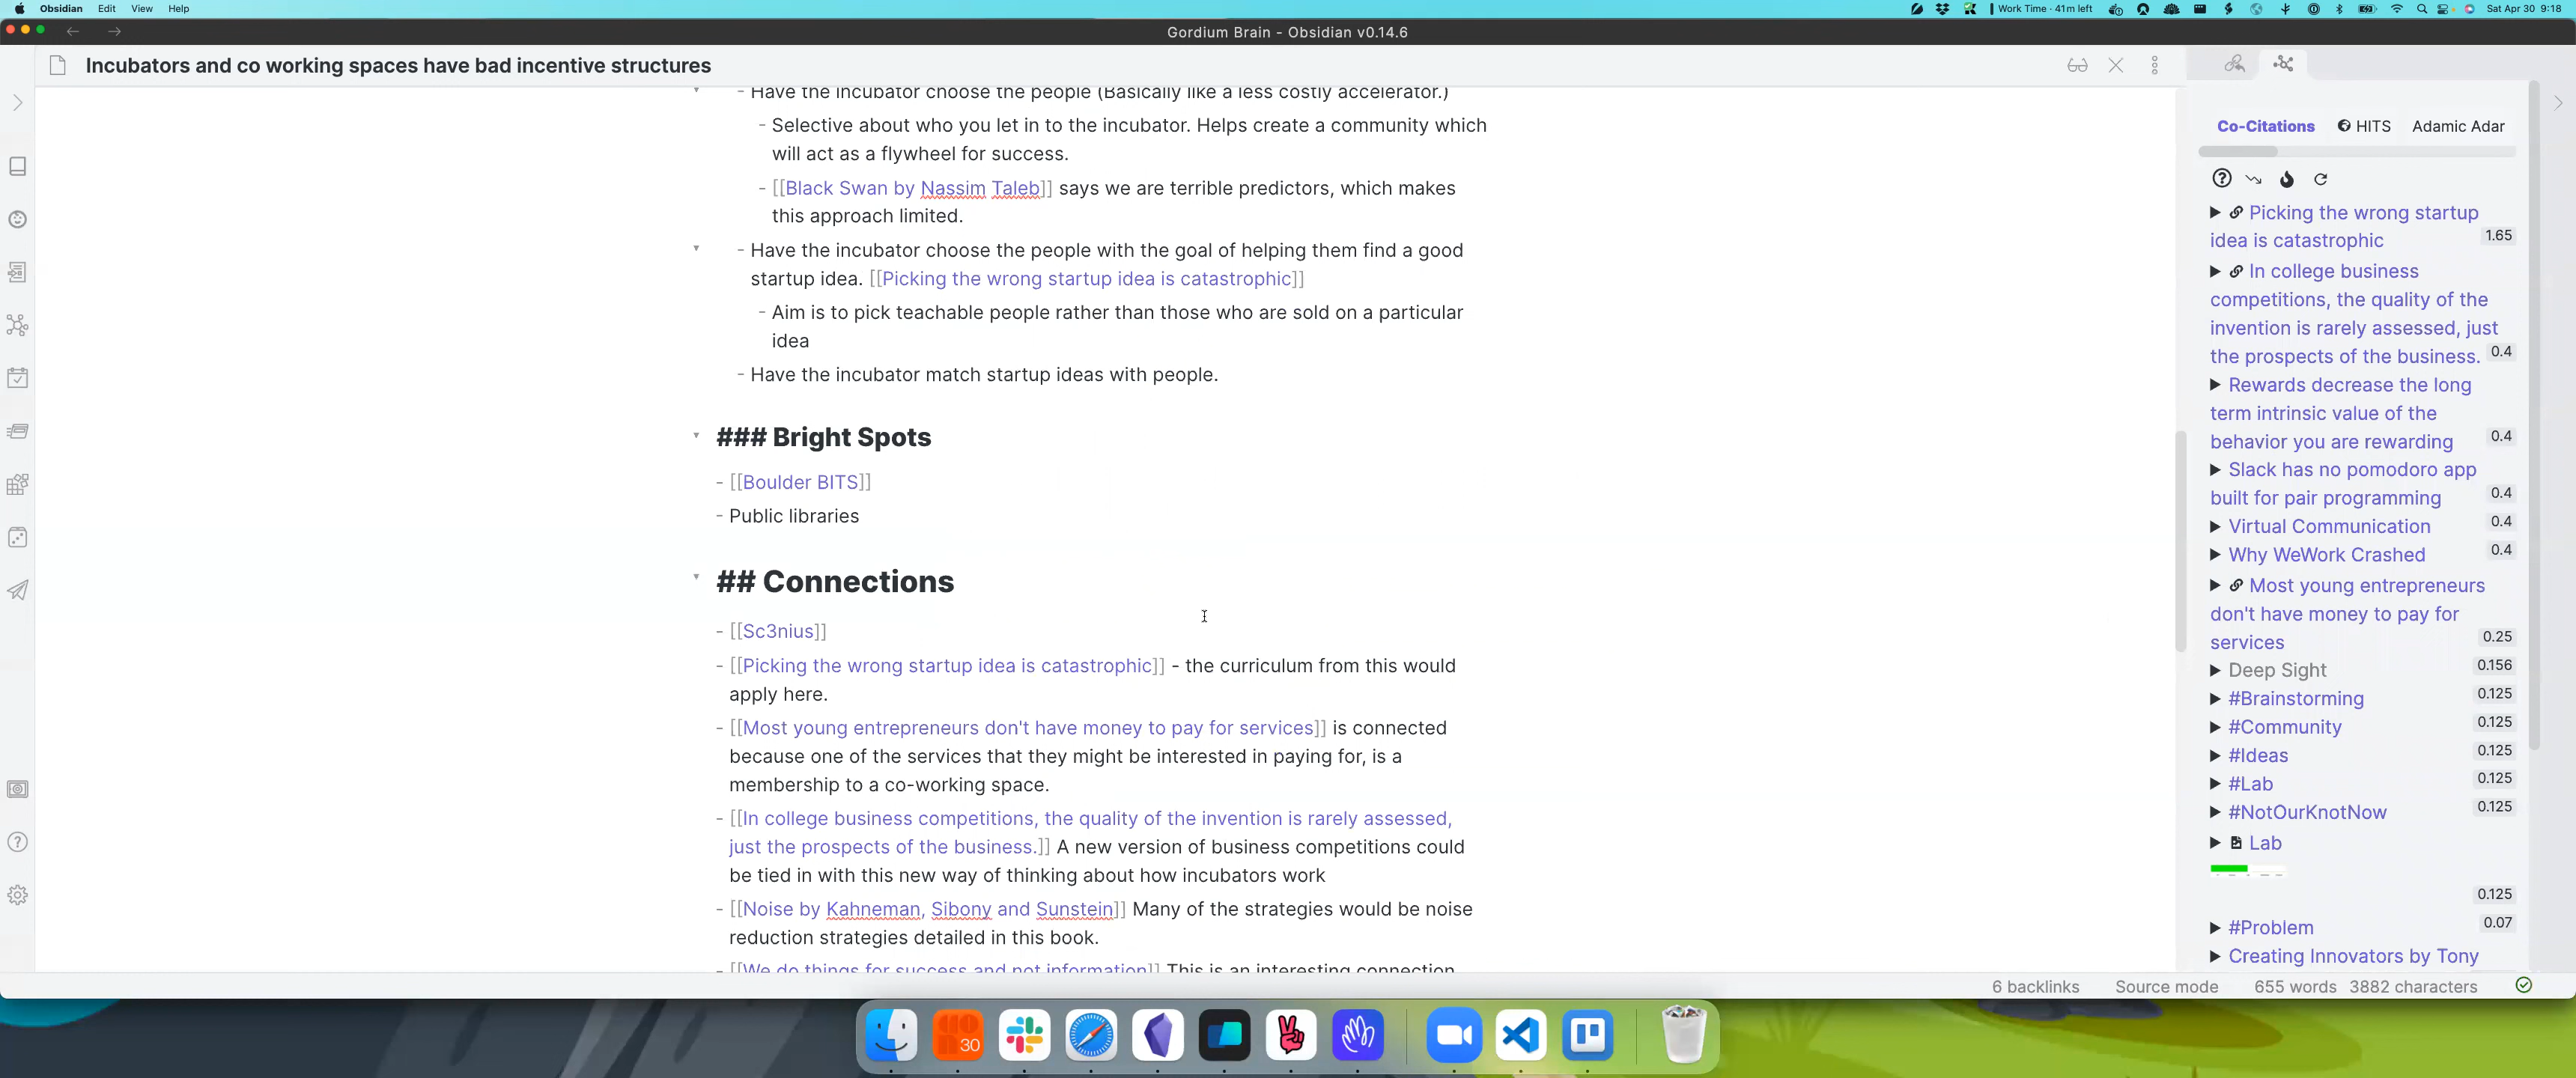 Obsidian Edit View Help
Work Time · 41m left
Sat Apr 30 9:18
Gordium Brain - Obsidian v0.14.6
Incubators and co working spaces have bad incentive structures
- Have the incubator choose the people (Basically like a less costly accelerator.)
- Selective about who you let in to the incubator. Helps create a community which
will act as a flywheel for success.
- [[Black Swan by Nassim Taleb]] says we are terrible predictors, which makes
this approach limited.
- Have the incubator choose the people with the goal of helping them find a good
startup idea. [[Picking the wrong startup idea is catastrophic]]
- Aim is to pick teachable people rather than those who are sold on a particular
idea
- Have the incubator match startup ideas with people.
### Bright Spots
- [[Boulder BITS]]
- Public libraries
## Connections
- [[Sc3nius]]
- [[Picking the wrong startup idea is catastrophic]] - the curriculum from this would
apply here.
- [[Most young entrepreneurs don't have money to pay for services]] is connected
because one of the services that they might be interested in paying for, is a
membership to a co-working space.
- [[In college business competitions, the quality of the invention is rarely assessed,
just the prospects of the business.]] A new version of business competitions could
be tied in with this new way of thinking about how incubators work
- [[Noise by Kahneman, Sibony and Sunstein]] Many of the strategies would be noise
reduction strategies detailed in this book.
- [[We do things for success and not information]] This is an interesting connection
Co-Citations HITS Adamic Adar
Picking the wrong startup
idea is catastrophic 1.65
In college business
competitions, the quality of the
invention is rarely assessed, just
the prospects of the business. 0.4
Rewards decrease the long
term intrinsic value of the
behavior you are rewarding 0.4
Slack has no pomodoro app
built for pair programming 0.4
Virtual Communication 0.4
Why WeWork Crashed 0.4
Most young entrepreneurs
don't have money to pay for
services 0.25
Deep Sight 0.156
#Brainstorming 0.125
#Community 0.125
#Ideas 0.125
#Lab 0.125
#NotOurKnotNow 0.125
Lab
0.125
#Problem 0.07
Creating Innovators by Tony
6 backlinks Source mode 655 words 3882 characters
30